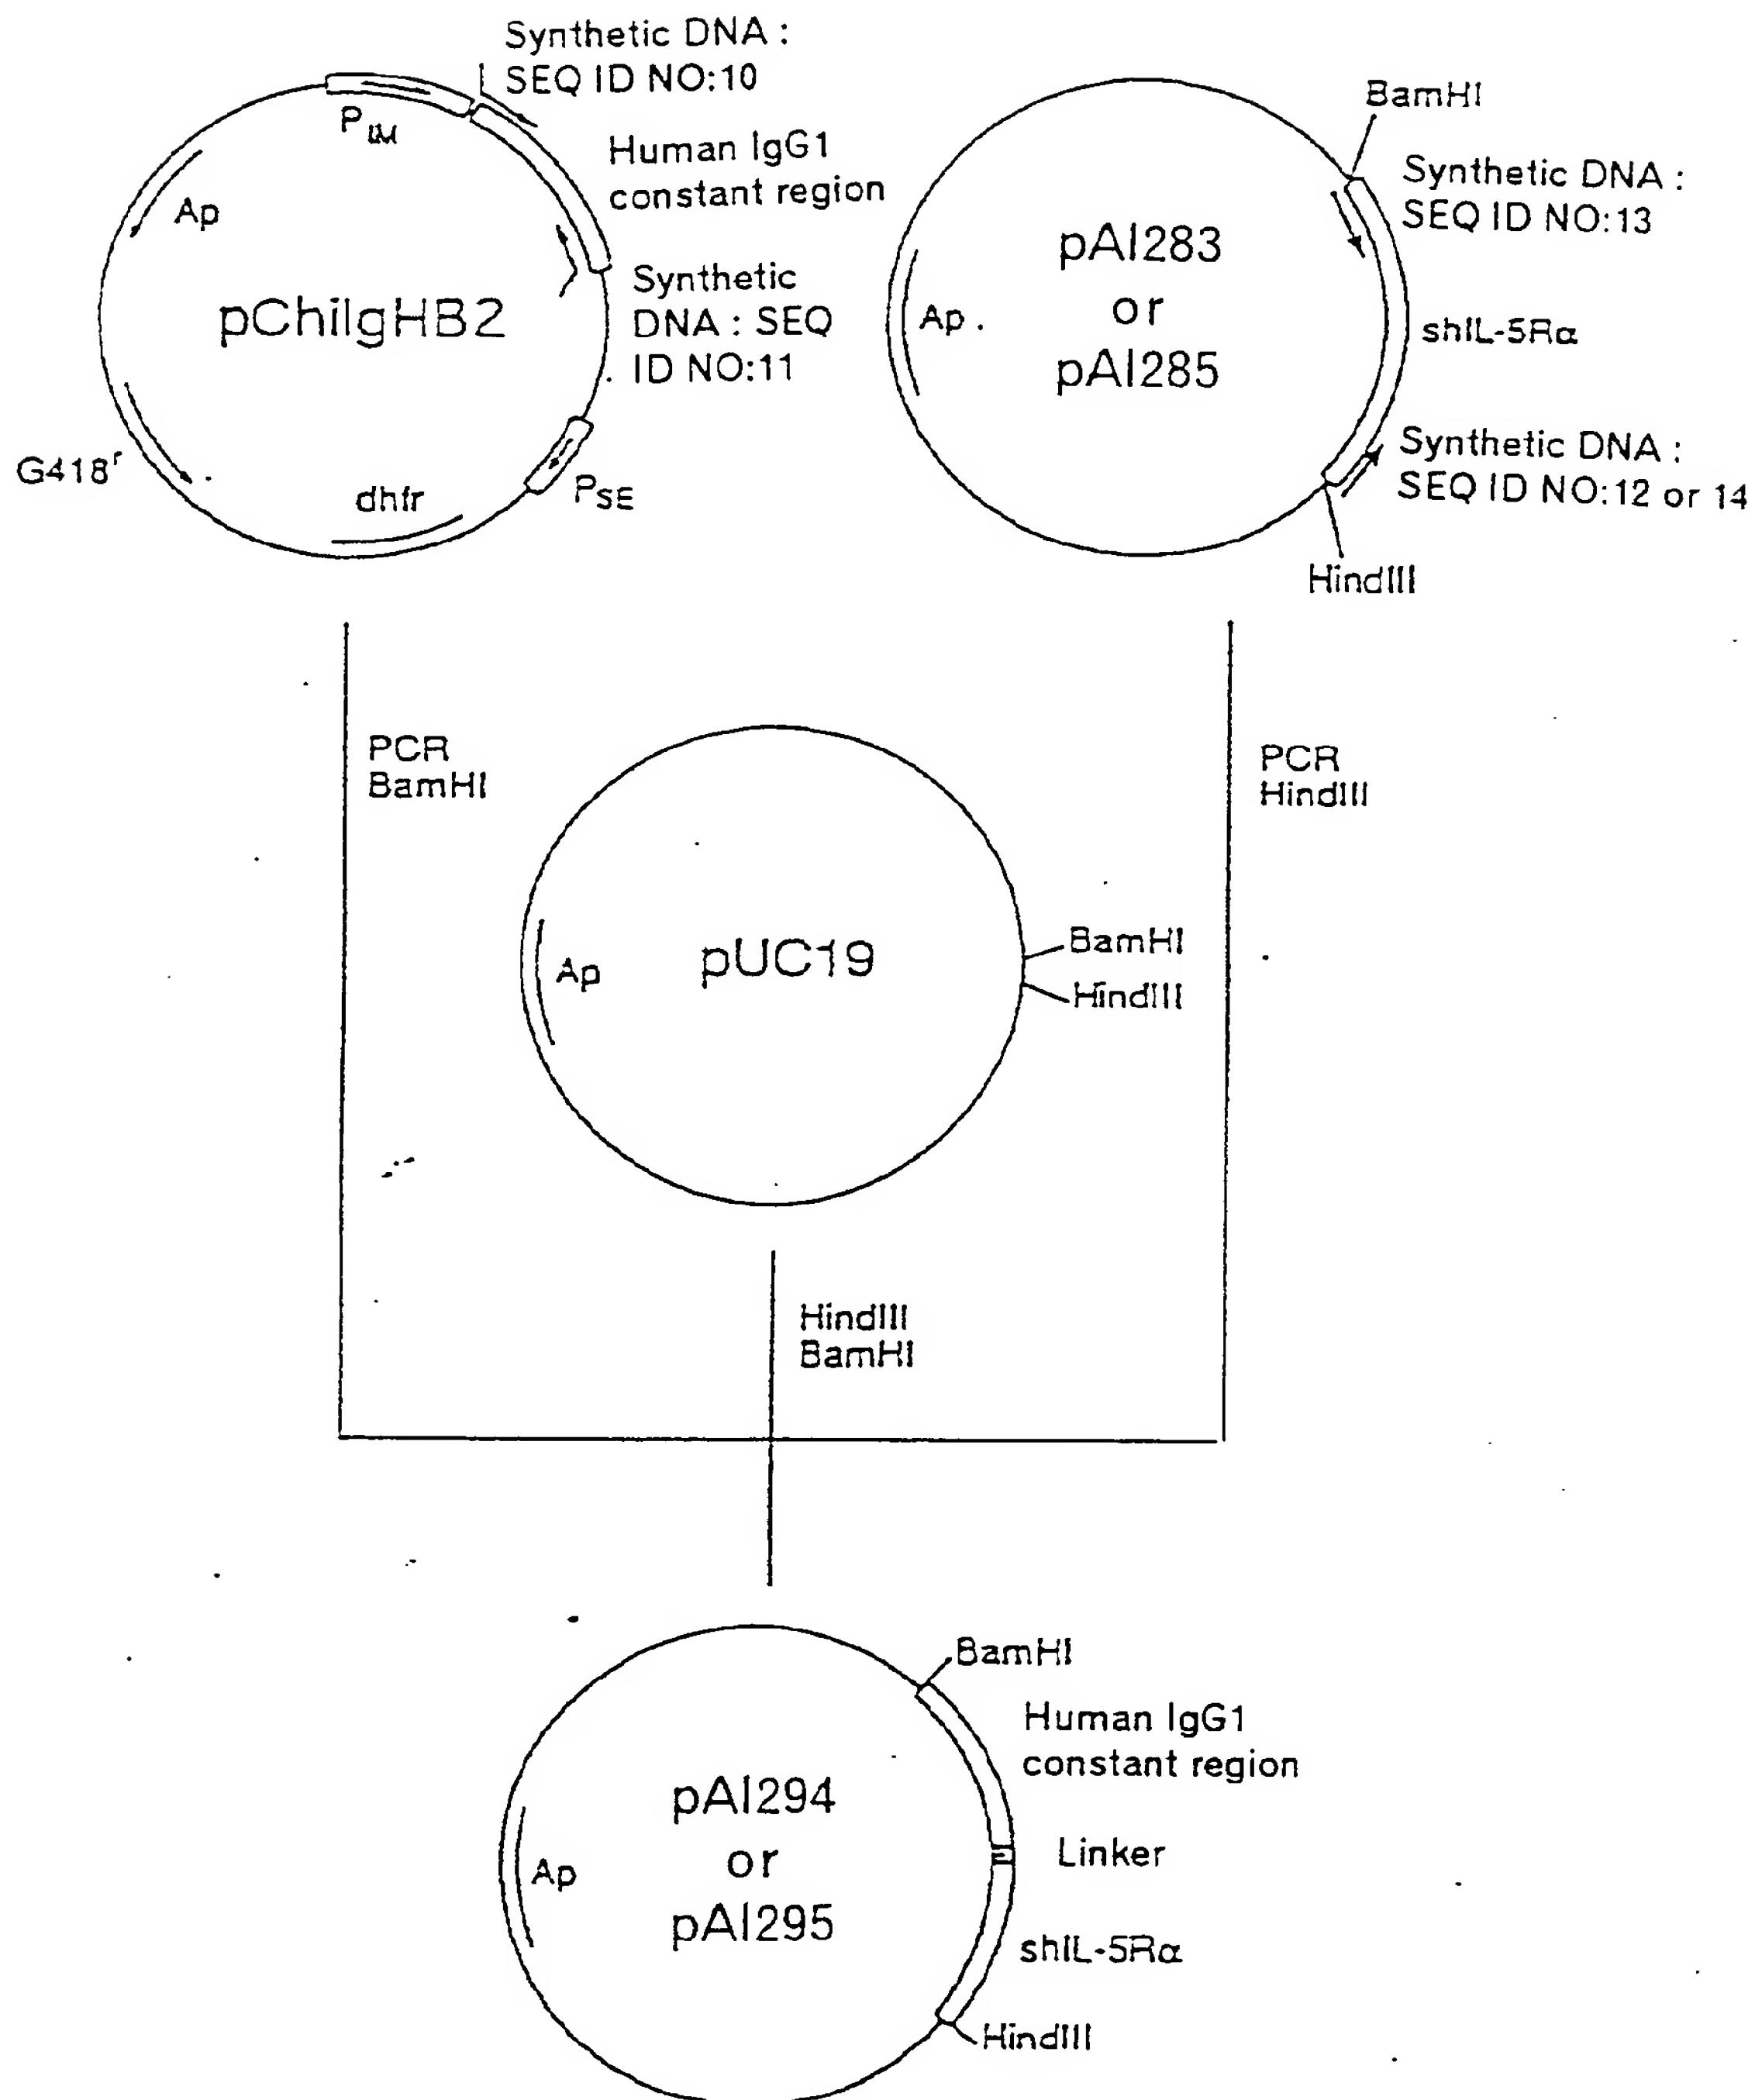 Synthetic DNA :
SEQ ID NO:10
Human IgG1
constant region
Ap
pChiIgHB2
Synthetic
DNA : SEQ
ID NO:11
G418r
dhfr
PSE
BamHI
Synthetic DNA :
SEQ ID NO:13
pAI283
or
pAI285
Ap
shIL-5Rα
Synthetic DNA :
SEQ ID NO:12 or 14
HindIII
PCR
BamHI
PCR
HindIII
pUC19
Ap
BamHI
HindIII
HindIII
BamHI
BamHI
Human IgG1
constant region
pAI294
or
pAI295
Ap
Linker
shIL-5Rα
HindIII